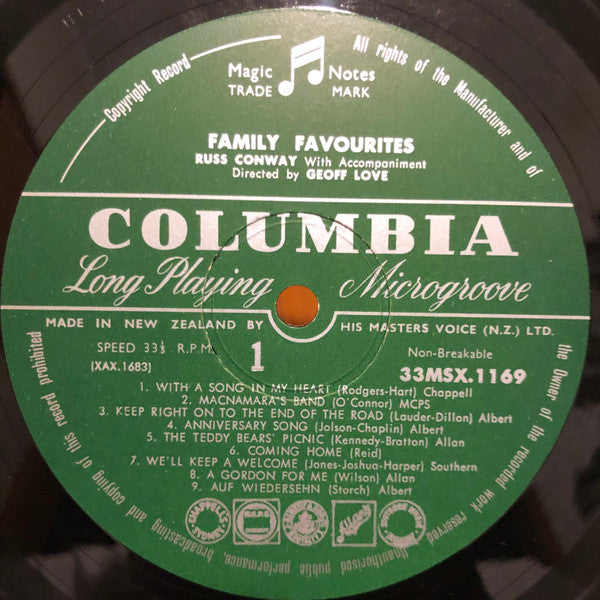 Copyright Record
All rights of the Manufacturer and of
the Owner of the recorded work reserved
Unauthorised public performance, broadcasting and copying of this record prohibited
Magic Notes
TRADE MARK
FAMILY FAVOURITES
RUSS CONWAY With Accompaniment
Directed by GEOFF LOVE
COLUMBIA
Long Playing Microgroove
MADE IN NEW ZEALAND BY HIS MASTERS VOICE (N.Z.) LTD.
SPEED 33⅓ R.P.M.
1
Non-Breakable
(XAX.1683)
33MSX.1169
1. WITH A SONG IN MY HEART (Rodgers-Hart) Chappell
2. MACNAMARA'S BAND (O'Connor) MCPS
3. KEEP RIGHT ON TO THE END OF THE ROAD (Lauder-Dillon) Albert
4. ANNIVERSARY SONG (Jolson-Chaplin) Albert
5. THE TEDDY BEARS' PICNIC (Kennedy-Bratton) Allan
6. COMING HOME (Reid)
7. WE'LL KEEP A WELCOME (Jones-Joshua-Harper) Southern
8. A GORDON FOR ME (Wilson) Allan
9. AUF WIEDERSEHN (Storch) Albert
CHAPPELL
SYDNEY